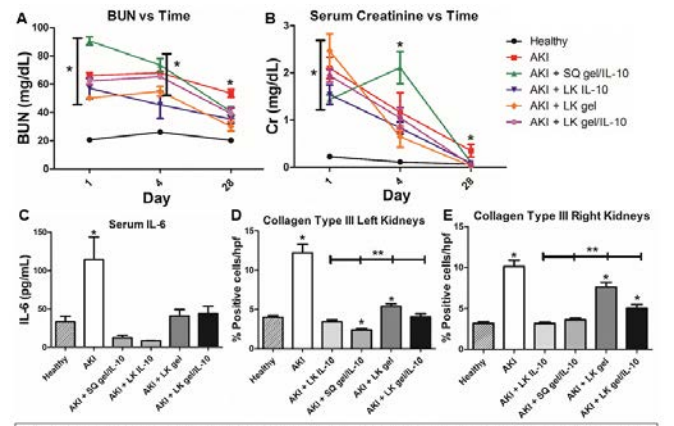 A
BUN vs Time
BUN (mg/dL)
100
80
60
40
20
0
*
*
*
1
4
28
Day
B
Serum Creatinine vs Time
Cr (mg/dL)
3
2
1
0
*
*
*
1
4
28
Day
Healthy
AKI
AKI + SQ gel/IL-10
AKI + LK IL-10
AKI + LK gel
AKI + LK gel/IL-10
C
Serum IL-6
IL-6 (pg/mL)
150
100
50
0
*
Healthy
AKI
AKI + SQ gel/IL-10
AKI + LK IL-10
AKI + LK gel
AKI + LK gel/IL-10
D
Collagen Type III Left Kidneys
% Positive cells/hpf
15
10
5
0
*
**
*
*
Healthy
AKI
AKI + LK IL-10
AKI + SQ gel/IL-10
AKI + LK gel
AKI + LK gel/IL-10
E
Collagen Type III Right Kidneys
% Positive cells/hpf
15
10
5
0
*
**
*
*
Healthy
AKI
AKI + LK IL-10
AKI + SQ gel/IL-10
AKI + LK gel
AKI + LK gel/IL-10